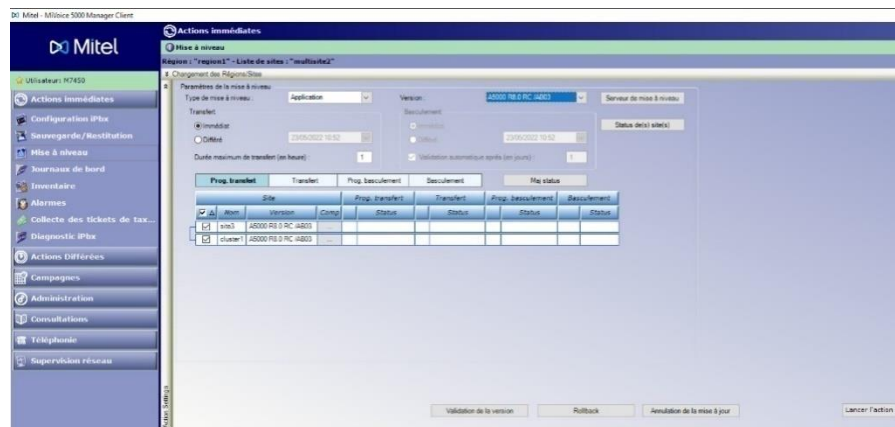 Mitel - MiVoice 5000 Manager Client
Mitel
Utilisateur: M7450
Actions immédiates
Configuration iPbx
Sauvegarde/Restitution
Mise à niveau
Journaux de bord
Inventaire
Alarmes
Collecte des tickets de tax...
Diagnostic iPbx
Actions Différées
Campagnes
Administration
Consultations
Téléphonie
Supervision réseau
Actions immédiates
Mise à niveau
Région : "region1" - Liste de sites : "multisite2"
Changement des Régions/Sites
Paramètres de la mise à niveau
Type de mise à niveau : Application Version : A5000 R8.0 RC /AB03 Serveur de mise à niveau
Transfert Basculement Status de(s) site(s)
Immédiat Immédiat
Différé 23/05/2022 10:52 Différé 23/05/2022 10:52
Durée maximum de transfert (en heure) : 1 Validation automatique après (en jours) : 1
Prog. transfert Transfert Prog. basculement Basculement Maj status
Site Prog. transfert Transfert Prog. basculement Basculement
Nom Version Comp Status Status Status Status
site3 A5000 R8.0 RC /AB03 ...
cluster1 A5000 R8.0 RC /AB03 ...
Action Settings
Validation de la version Rollback Annulation de la mise à jour Lancer l'action